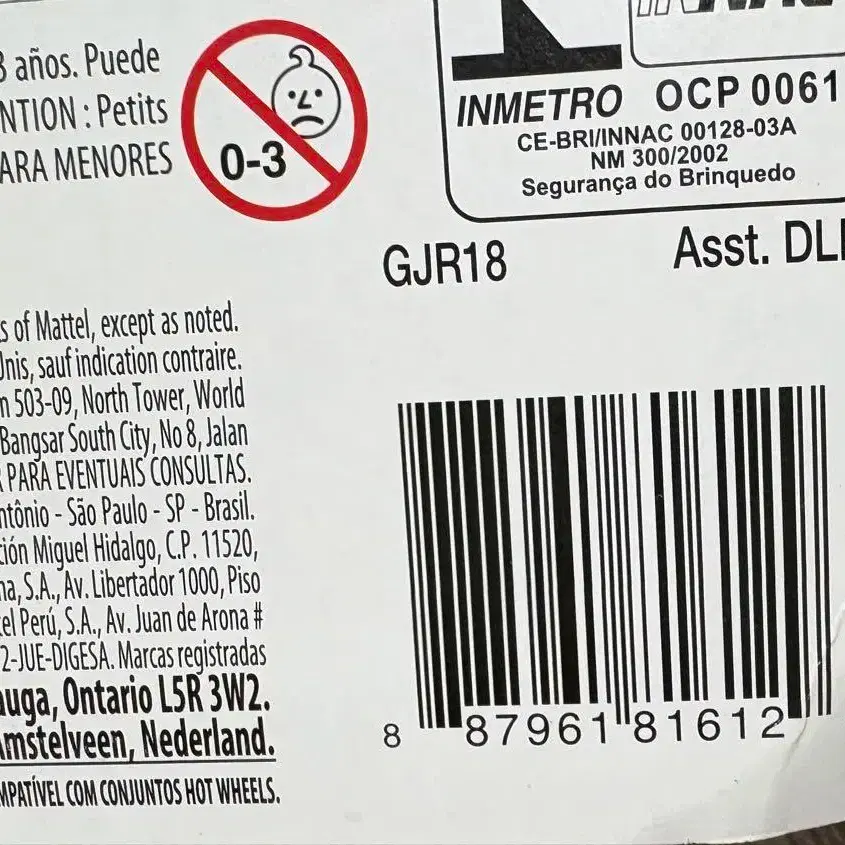 3 años. Puede
NTION : Petits
ARA MENORES
0-3
INMETRO OCP 0061
CE-BRI/INNAC 00128-03A
NM 300/2002
Segurança do Brinquedo
GJR18
Asst. DL
s of Mattel, except as noted.
Unis, sauf indication contraire.
m 503-09, North Tower, World
Bangsar South City, No 8, Jalan
R PARA EVENTUAIS CONSULTAS.
ntônio - São Paulo - SP - Brasil.
ción Miguel Hidalgo, C.P. 11520,
na, S.A., Av. Libertador 1000, Piso
tel Perú, S.A., Av. Juan de Arona #
2-JUE-DIGESA. Marcas registradas
auga, Ontario L5R 3W2.
Amstelveen, Nederland.
MPATÍVEL COM CONJUNTOS HOT WHEELS.
8 87961 81612